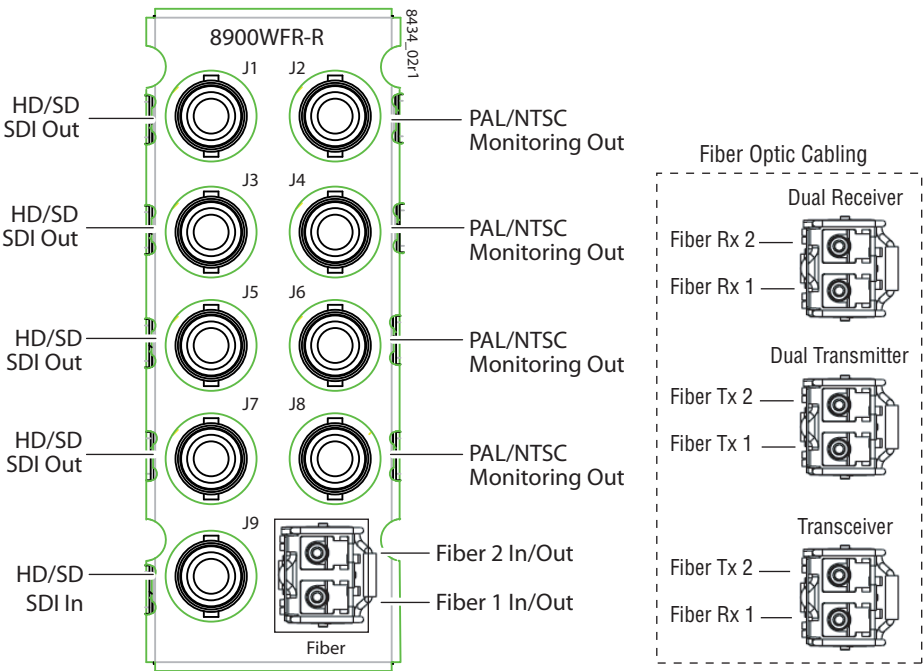 8900WFR-R
8434_02r1
J1
J2
HD/SD
SDI Out
PAL/NTSC
Monitoring Out
J3
J4
HD/SD
SDI Out
PAL/NTSC
Monitoring Out
J5
J6
HD/SD
SDI Out
PAL/NTSC
Monitoring Out
J7
J8
HD/SD
SDI Out
PAL/NTSC
Monitoring Out
J9
HD/SD
SDI In
Fiber 2 In/Out
Fiber 1 In/Out
Fiber
Fiber Optic Cabling
Dual Receiver
Fiber Rx 2
Fiber Rx 1
Dual Transmitter
Fiber Tx 2
Fiber Tx 1
Transceiver
Fiber Tx 2
Fiber Rx 1